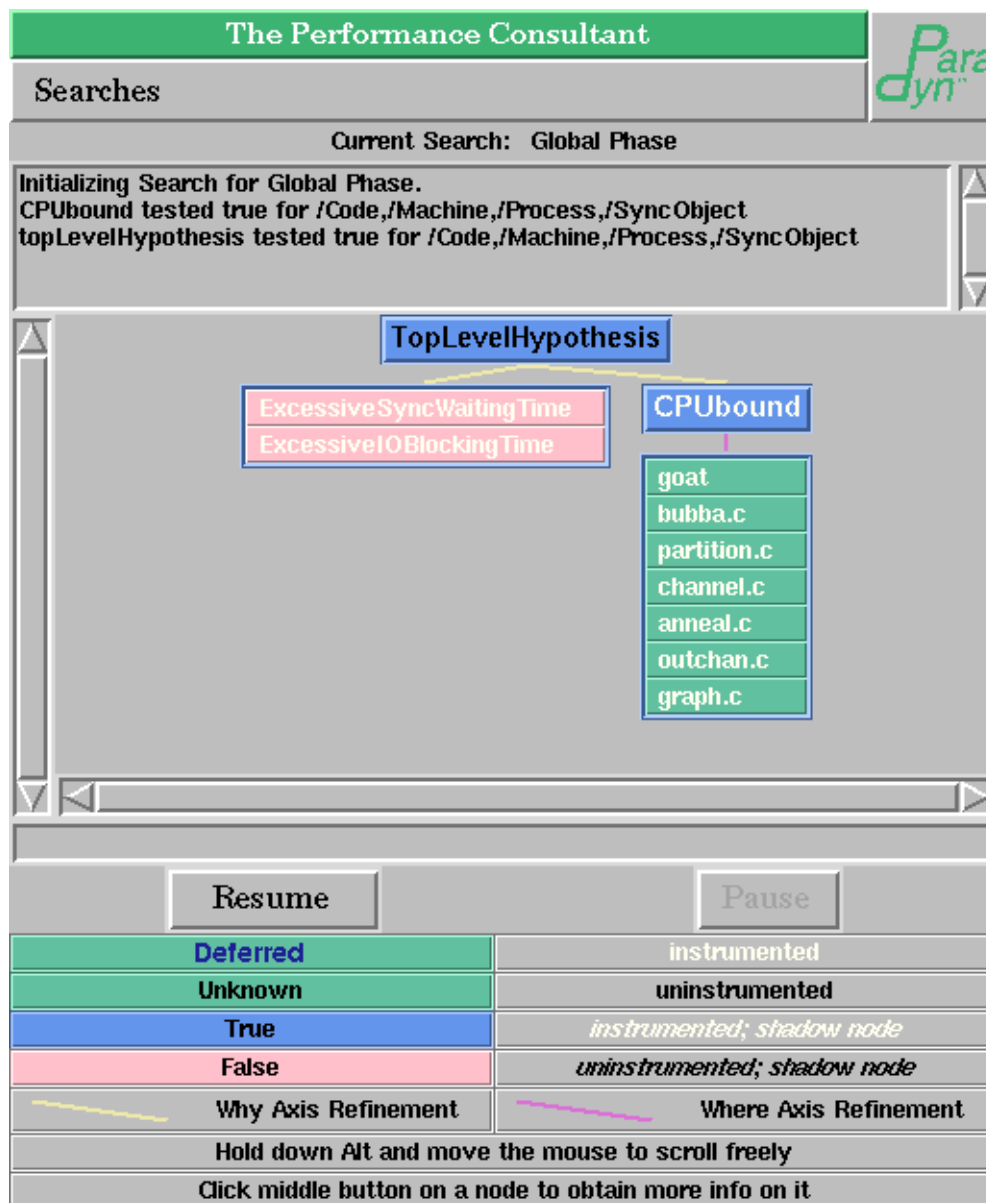 The Performance Consultant
Para
dyn™
Searches
Current Search: Global Phase
Initializing Search for Global Phase.
CPUbound tested true for /Code,/Machine,/Process,/SyncObject
topLevelHypothesis tested true for /Code,/Machine,/Process,/SyncObject
TopLevelHypothesis
ExcessiveSyncWaitingTime
ExcessiveIOBlockingTime
CPUbound
goat
bubba.c
partition.c
channel.c
anneal.c
outchan.c
graph.c
Resume
Pause
Deferred
instrumented
Unknown
uninstrumented
True
instrumented; shadow node
False
uninstrumented; shadow node
Why Axis Refinement
Where Axis Refinement
Hold down Alt and move the mouse to scroll freely
Click middle button on a node to obtain more info on it